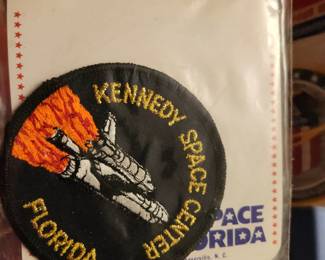 KENNEDY SPACE CENTER
FLORIDA
SPACE
FLORIDA
N. C.